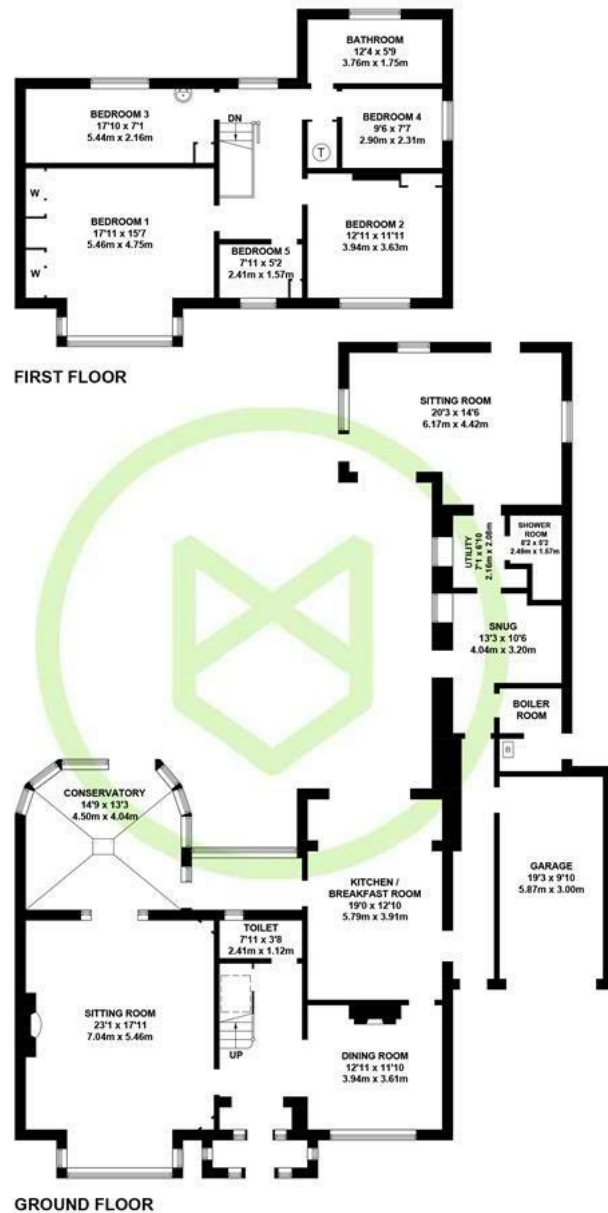 BATHROOM
12'4 x 5'9
3.76m x 1.75m
BEDROOM 3
17'10 x 7'1
5.44m x 2.16m
DN
BEDROOM 4
9'6 x 7'7
2.90m x 2.31m
T
W
BEDROOM 1
17'11 x 15'7
5.46m x 4.75m
W
BEDROOM 2
12'11 x 11'11
3.94m x 3.63m
BEDROOM 5
7'11 x 5'2
2.41m x 1.57m
FIRST FLOOR
SITTING ROOM
20'3 x 14'6
6.17m x 4.42m
UTILITY
7'1 x 6'10
2.16m x 2.08m
SHOWER
ROOM
8'2 x 5'2
2.49m x 1.57m
SNUG
13'3 x 10'6
4.04m x 3.20m
BOILER
ROOM
B
CONSERVATORY
14'9 x 13'3
4.50m x 4.04m
GARAGE
19'3 x 9'10
5.87m x 3.00m
KITCHEN /
BREAKFAST ROOM
19'0 x 12'10
5.79m x 3.91m
TOILET
7'11 x 3'8
2.41m x 1.12m
SITTING ROOM
23'1 x 17'11
7.04m x 5.46m
UP
DINING ROOM
12'11 x 11'10
3.94m x 3.61m
GROUND FLOOR